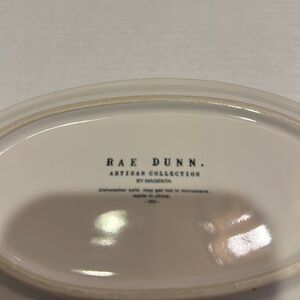 RAE DUNN.
ARTISAN COLLECTION
BY MAGENTA
dishwasher safe. may get hot in microwave.
made in china.